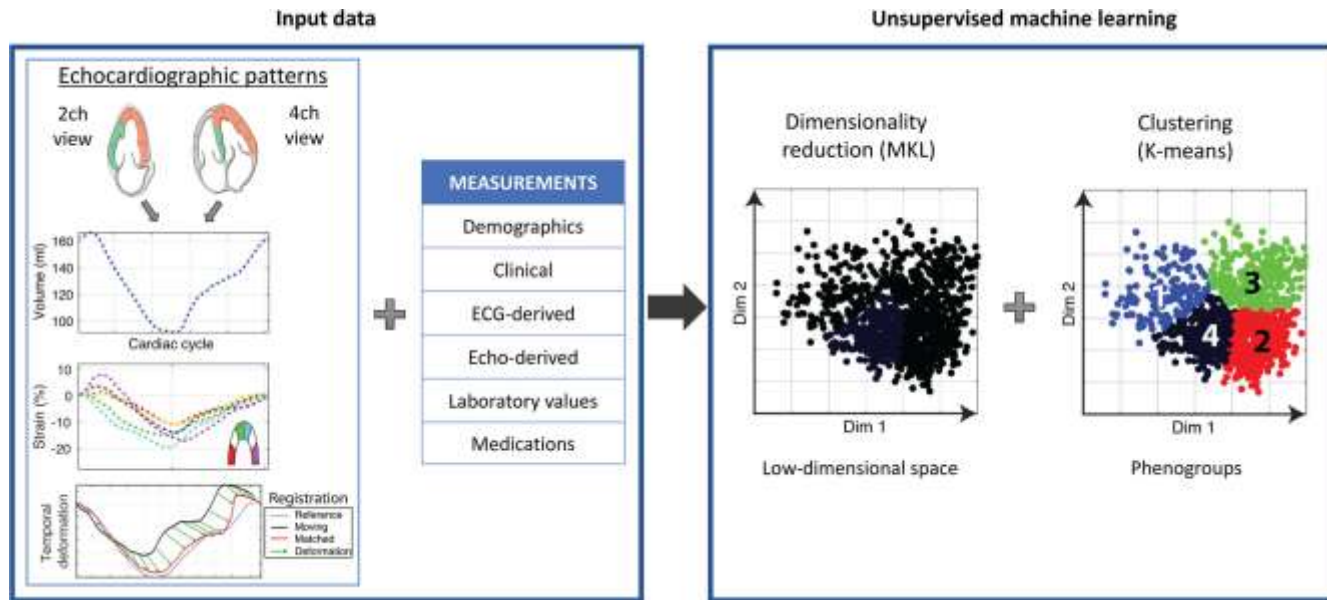 Input data
Unsupervised machine learning
Echocardiographic patterns
2ch
view
4ch
view
Volume (ml)
160
140
120
100
Cardiac cycle
Strain (%)
10
0
-10
-20
Temporal
deformation
Registration
Reference
Moving
Matched
Deformation
MEASUREMENTS
Demographics
Clinical
ECG-derived
Echo-derived
Laboratory values
Medications
Dimensionality
reduction (MKL)
Dim 2
Dim 1
Low-dimensional space
Clustering
(K-means)
Dim 2
1
3
4
2
Dim 1
Phenogroups